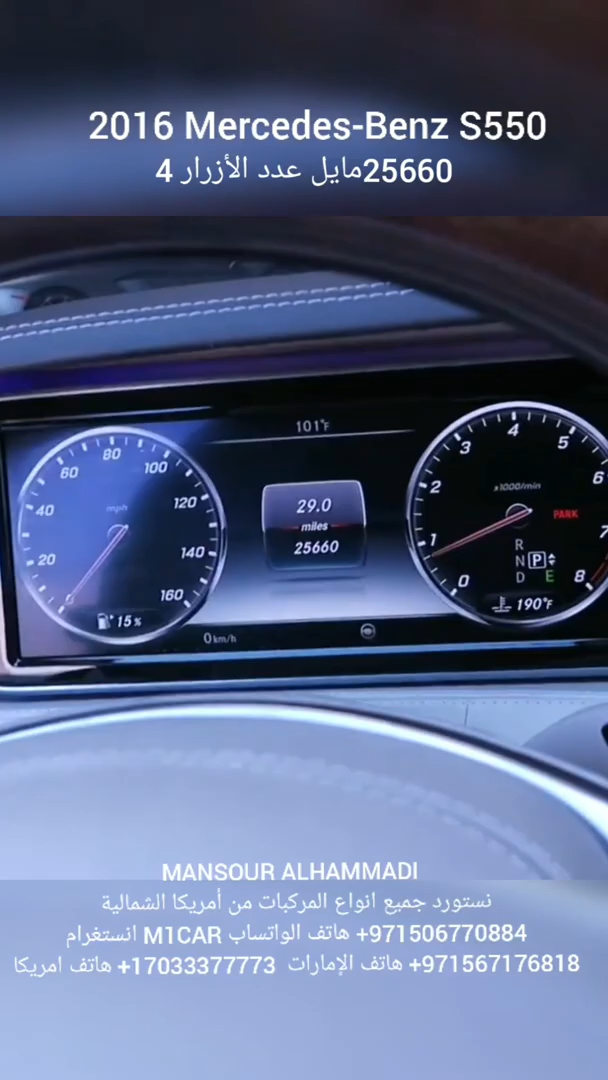 2016 Mercedes-Benz S550
25660مايل عدد الأزرار 4
101°F
80
60
100
40
mph
120
20
140
160
15%
0 km/h
29.0
miles
25660
4
3
5
2
6
x1000/min
1
PARK
7
R
N P
D E
0
8
190°F
MANSOUR ALHAMMADI
نستورد جميع انواع المركبات من أمريكا الشمالية
+971506770884 هاتف الواتساب M1CAR انستغرام
+971567176818 هاتف الإمارات +17033377773 هاتف امريكا